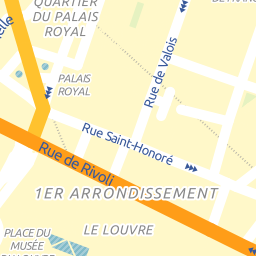 QUARTIER
DU PALAIS
ROYAL
PALAIS
ROYAL
Rue de Valois
Rue Saint-Honoré
Rue de Rivoli
1ER ARRONDISSEMENT
LE LOUVRE
PLACE DU
MUSÉE